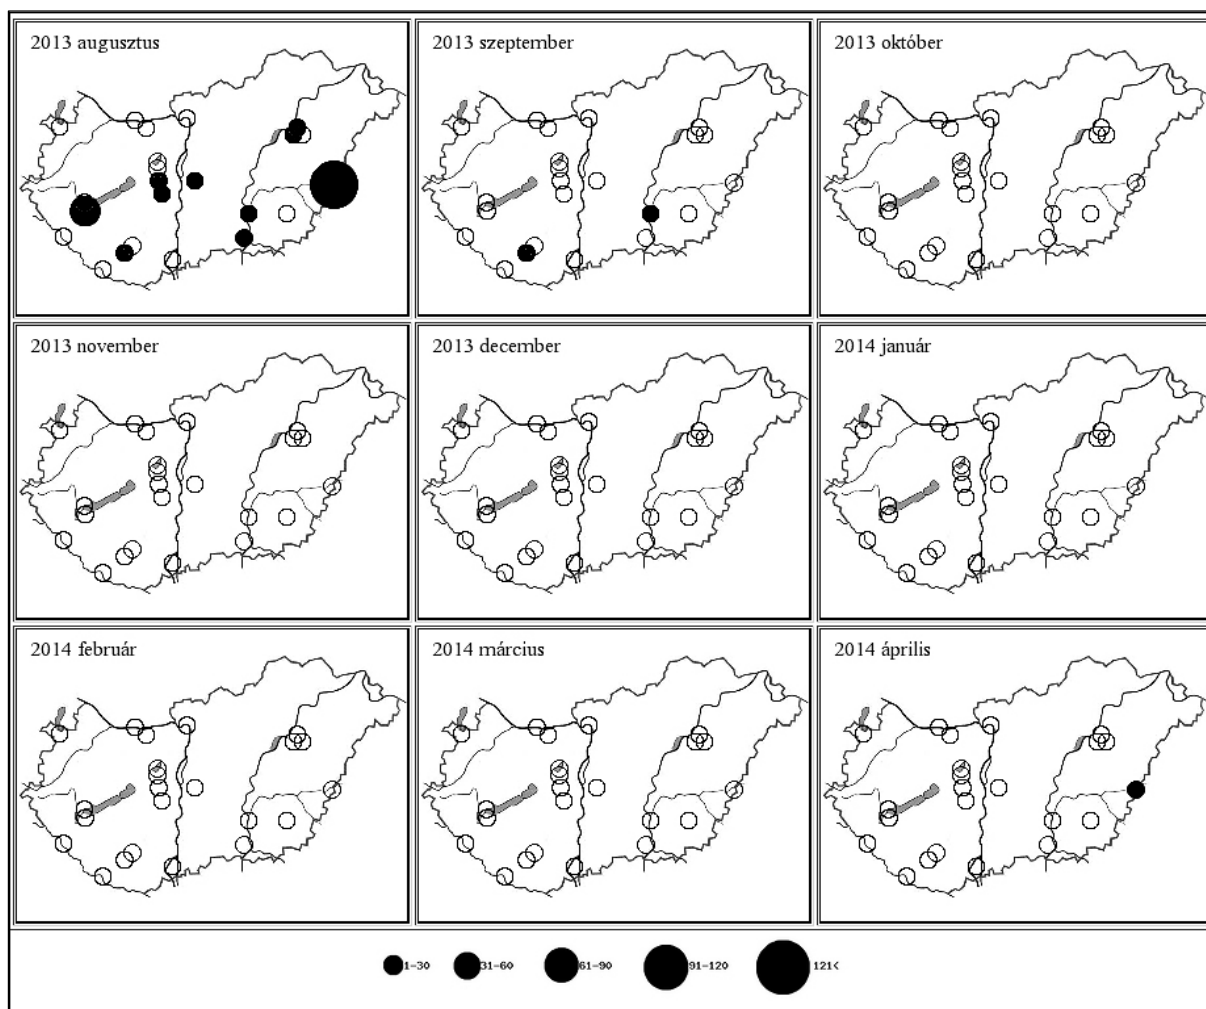 2013 augusztus
2013 szeptember
2013 október
2013 november
2013 december
2014 január
2014 február
2014 március
2014 április
1-30
31-60
61-90
91-120
121<